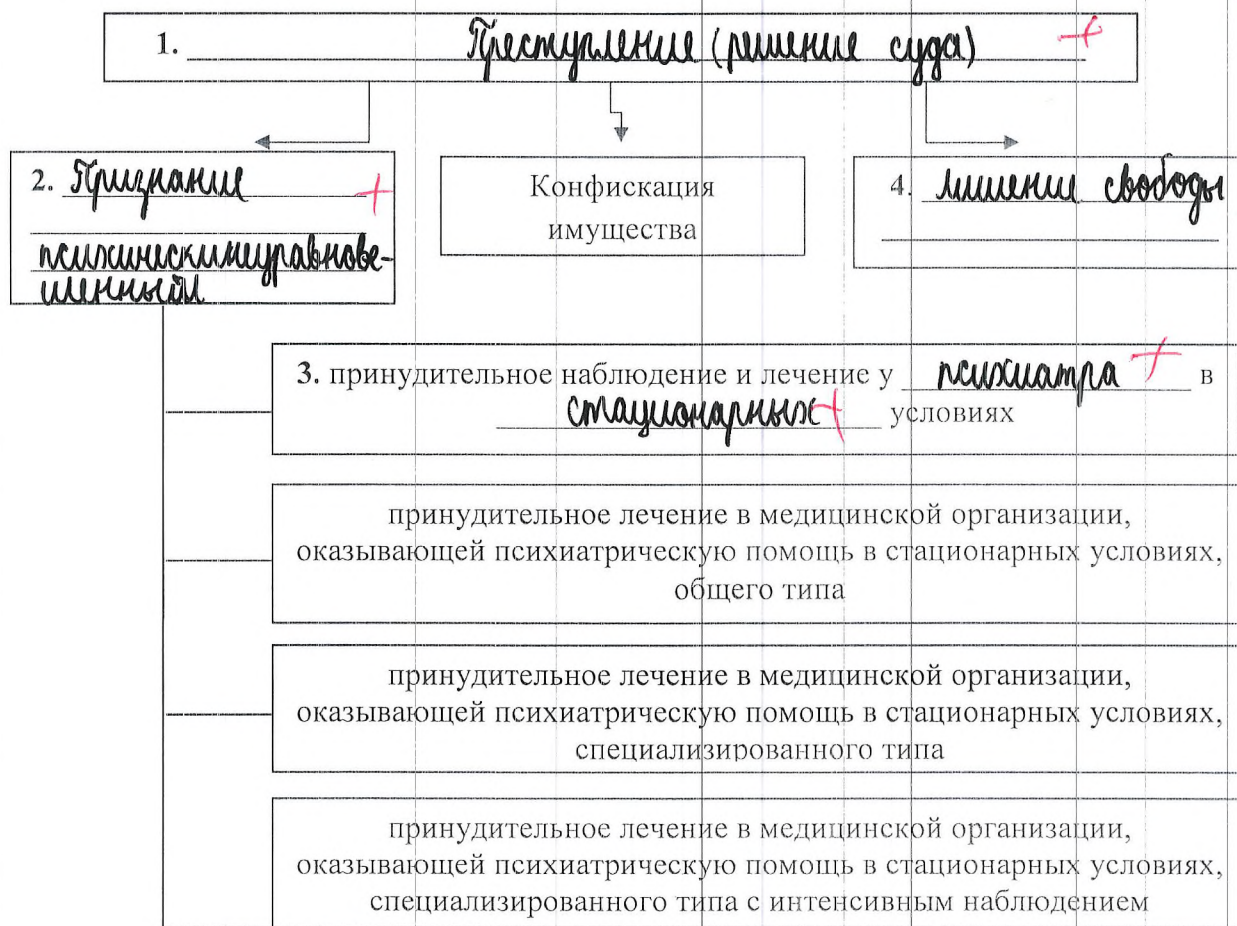 1. Преступление (решение суда) +
2. Признание +
психическинеуравнове-
шенным
Конфискация
имущества
4. лишение свободы
3. принудительное наблюдение и лечение у психиатра + в
стационарных + условиях
принудительное лечение в медицинской организации,
оказывающей психиатрическую помощь в стационарных условиях,
общего типа
принудительное лечение в медицинской организации,
оказывающей психиатрическую помощь в стационарных условиях,
специализированного типа
принудительное лечение в медицинской организации,
оказывающей психиатрическую помощь в стационарных условиях,
специализированного типа с интенсивным наблюдением